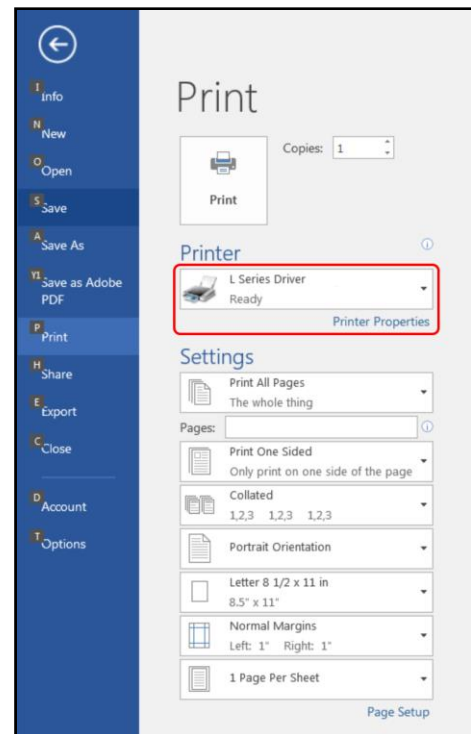 I
Info
N
New
O
Open
S
Save
A
Save As
Y1
Save as Adobe
PDF
P
Print
H
Share
E
Export
C
Close
D
Account
T
Options
Print
Copies: 1
Print
Printer
L Series Driver
Ready
Printer Properties
Settings
Print All Pages
The whole thing
Pages:
Print One Sided
Only print on one side of the page
Collated
1,2,3 1,2,3 1,2,3
Portrait Orientation
Letter 8 1/2 x 11 in
8.5" x 11"
Normal Margins
Left: 1" Right: 1"
1 Page Per Sheet
Page Setup